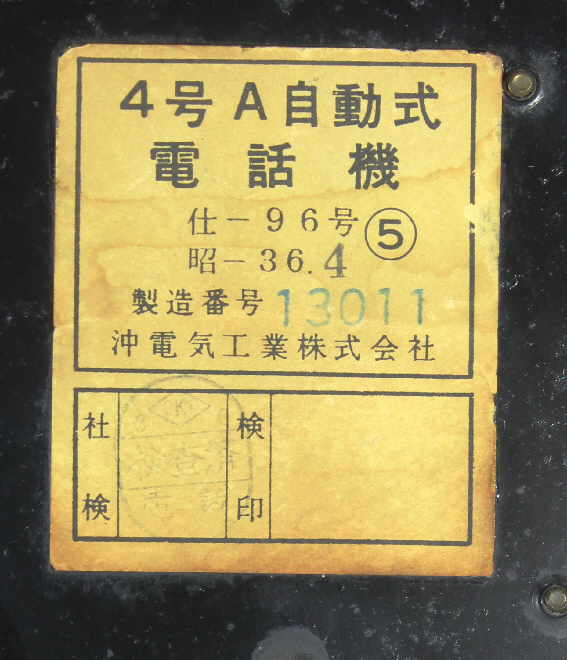 4号A自動式
電話機
仕-96号 ⑤
昭-36.4
製造番号 13011
沖電気工業株式会社
社検
検印